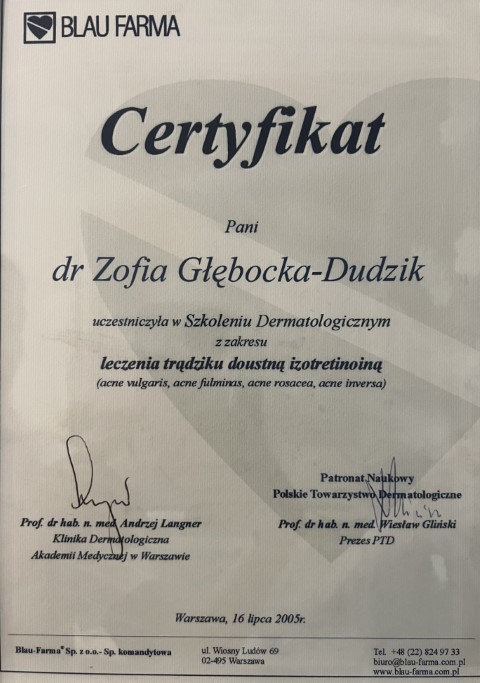 BLAU FARMA
Certyfikat
Pani
dr Zofia Głębocka-Dudzik
uczestniczyła w Szkoleniu Dermatologicznym
z zakresu
leczenia trądziku doustną izotretinoiną
(acne vulgaris, acne fulminas, acne rosacea, acne inversa)
Patronat Naukowy
Polskie Towarzystwo Dermatologiczne
Prof. dr hab. n. med. Andrzej Langner
Klinika Dermatologiczna
Akademii Medycznej w Warszawie
Prof. dr hab. n. med. Wiesław Gliński
Prezes PTD
Warszawa, 16 lipca 2005r.
Blau-Farma® Sp. z o.o.- Sp. komandytowa
ul. Wiosny Ludów 69
02-495 Warszawa
Tel. +48 (22) 824 97 33
biuro@blau-farma.com.pl
www.blau-farma.com.pl